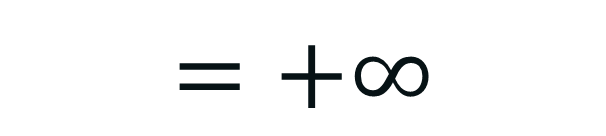 = +∞